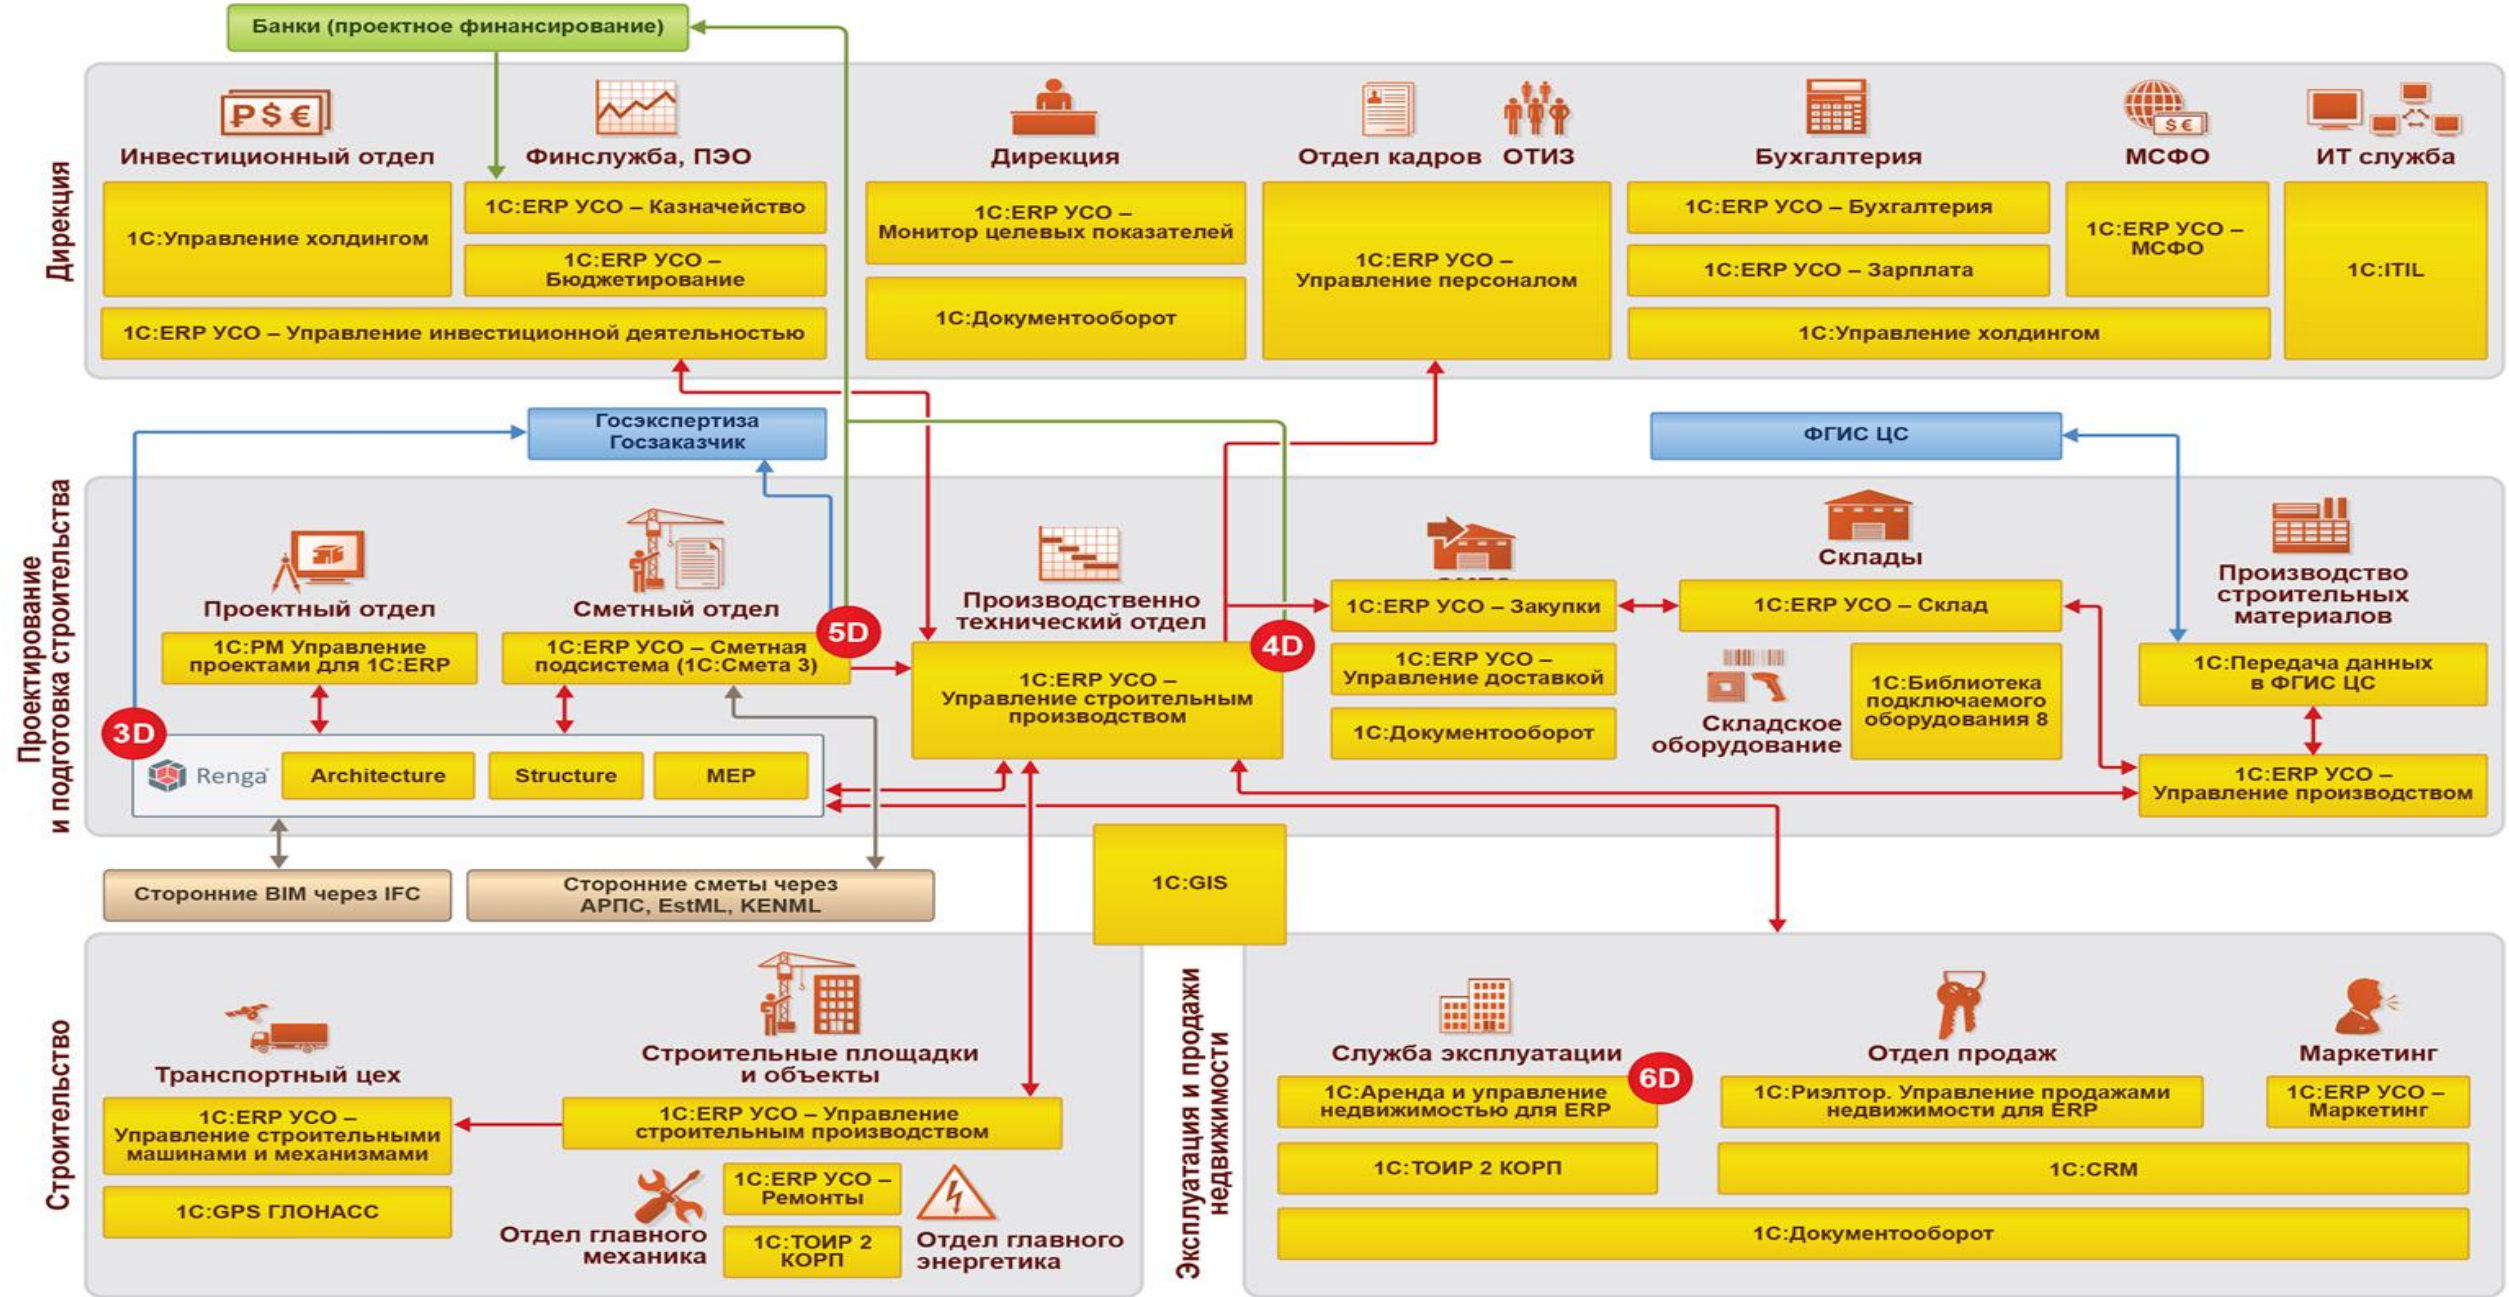 Банки (проектное финансирование)
Дирекция
Инвестиционный отдел
Финслужба, ПЭО
Дирекция
Отдел кадров
ОТИЗ
Бухгалтерия
МСФО
ИТ служба
₽ $ €
$ €
1С:Управление холдингом
1С:ERP УСО – Казначейство
1С:ERP УСО –
Бюджетирование
1С:ERP УСО – Управление инвестиционной деятельностью
1С:ERP УСО –
Монитор целевых показателей
1С:Документооборот
1С:ERP УСО –
Управление персоналом
1С:ERP УСО – Бухгалтерия
1С:ERP УСО – Зарплата
1С:ERP УСО –
МСФО
1С:Управление холдингом
1С:ITIL
Госэкспертиза
Госзаказчик
ФГИС ЦС
Проектирование
и подготовка строительства
Проектный отдел
1С:PM Управление
проектами для 1С:ERP
Сметный отдел
1С:ERP УСО – Сметная
подсистема (1С:Смета 3)
5D
Производственно
технический отдел
4D
1С:ERP УСО –
Управление строительным
производством
1С:ERP УСО – Закупки
1С:ERP УСО –
Управление доставкой
1С:Документооборот
Склады
1С:ERP УСО – Склад
Складское
оборудование
1С:Библиотека
подключаемого
оборудования 8
Производство
строительных
материалов
1С:Передача данных
в ФГИС ЦС
1С:ERP УСО –
Управление производством
3D
Renga
Architecture
Structure
MEP
Сторонние BIM через IFC
Сторонние сметы через
АРПС, EstML, KENML
1С:GIS
Строительство
Транспортный цех
1С:ERP УСО –
Управление строительными
машинами и механизмами
1С:GPS ГЛОНАСС
Строительные площадки
и объекты
1С:ERP УСО – Управление
строительным производством
Отдел главного
механика
1С:ERP УСО –
Ремонты
1С:ТОИР 2
КОРП
Отдел главного
энергетика
Эксплуатация и продажи
недвижимости
Служба эксплуатации
6D
1С:Аренда и управление
недвижимостью для ERP
1С:ТОИР 2 КОРП
Отдел продаж
1С:Риэлтор. Управление продажами
недвижимости для ERP
Маркетинг
1С:ERP УСО –
Маркетинг
1С:CRM
1С:Документооборот